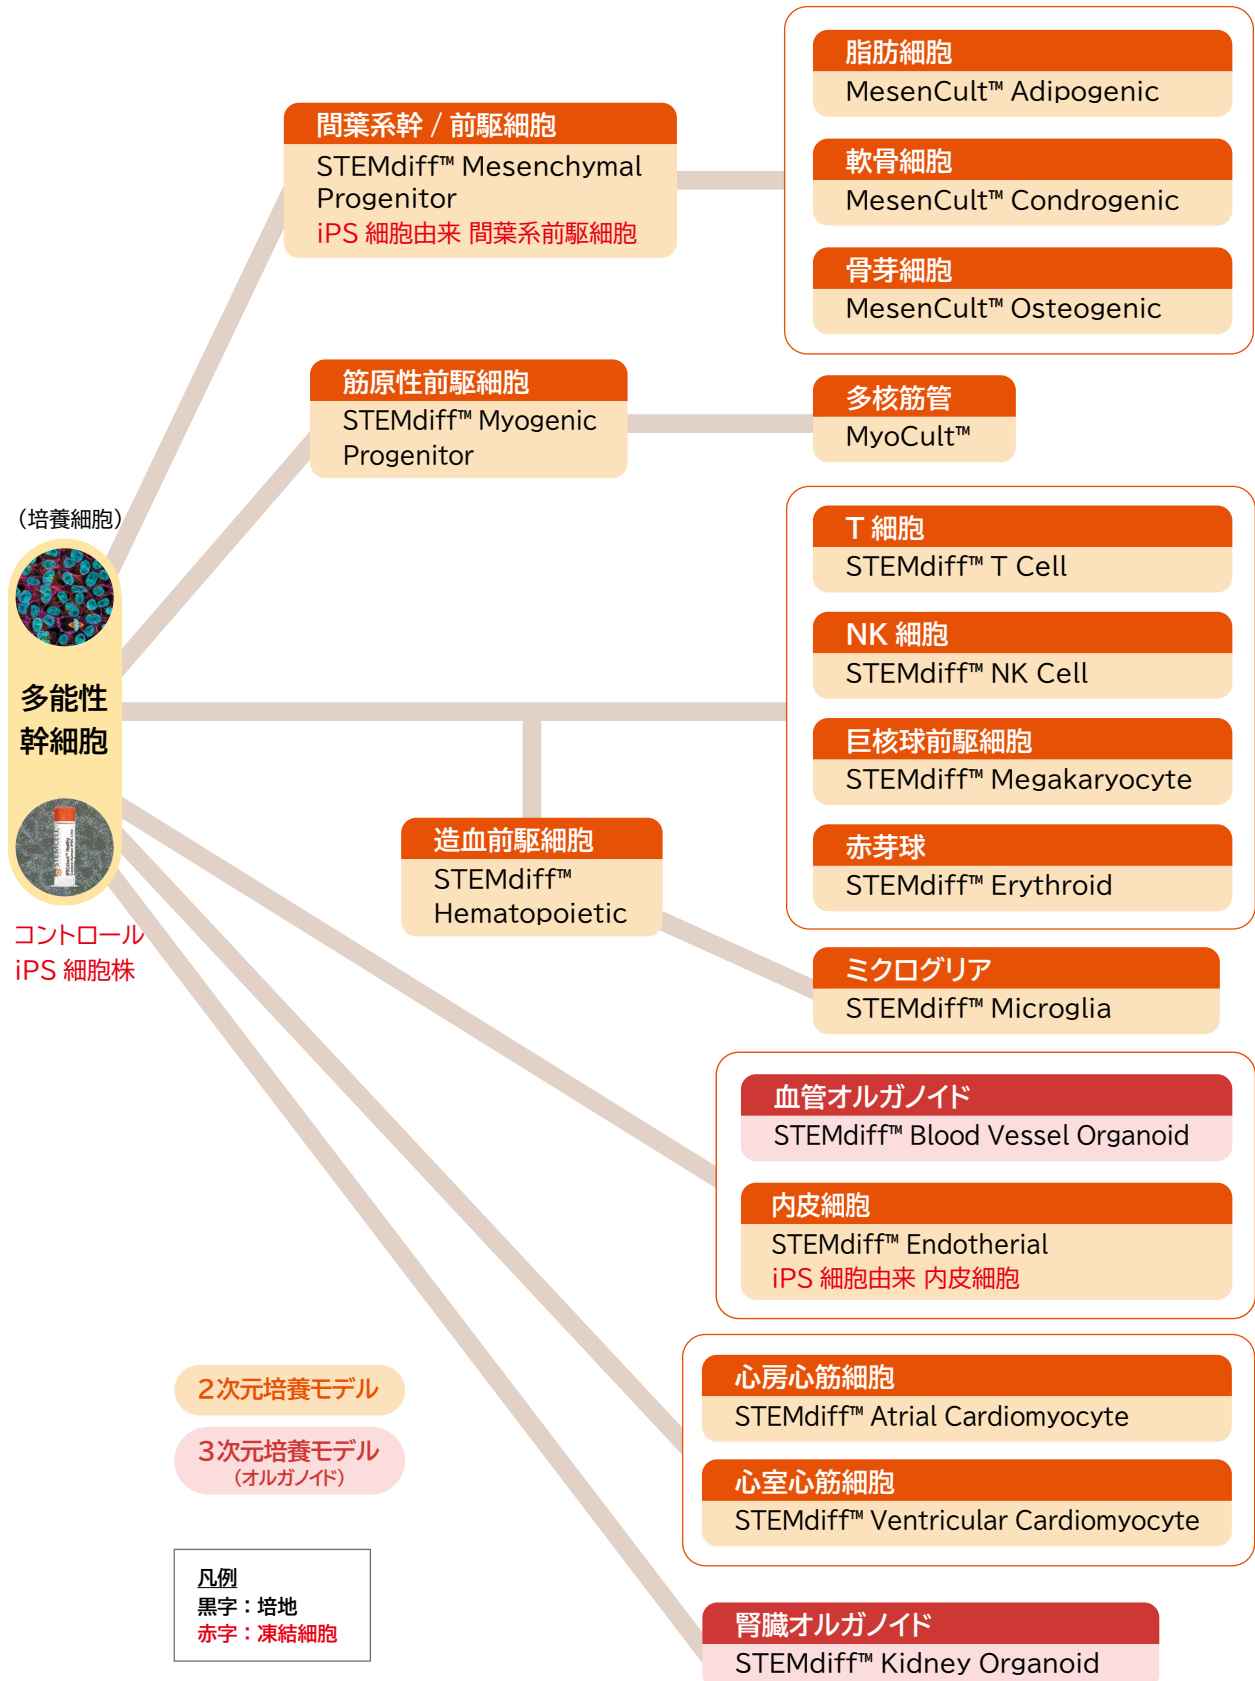 脂肪細胞
MesenCult™ Adipogenic
間葉系幹 / 前駆細胞
STEMdiff™ Mesenchymal
Progenitor
iPS 細胞由来 間葉系前駆細胞
軟骨細胞
MesenCult™ Condrogenic
骨芽細胞
MesenCult™ Osteogenic
筋原性前駆細胞
STEMdiff™ Myogenic
Progenitor
多核筋管
MyoCult™
(培養細胞)
多能性
幹細胞
STEMCELL
コントロール
iPS 細胞株
T 細胞
STEMdiff™ T Cell
NK 細胞
STEMdiff™ NK Cell
巨核球前駆細胞
STEMdiff™ Megakaryocyte
赤芽球
STEMdiff™ Erythroid
造血前駆細胞
STEMdiff™
Hematopoietic
ミクログリア
STEMdiff™ Microglia
血管オルガノイド
STEMdiff™ Blood Vessel Organoid
内皮細胞
STEMdiff™ Endotherial
iPS 細胞由来 内皮細胞
心房心筋細胞
STEMdiff™ Atrial Cardiomyocyte
心室心筋細胞
STEMdiff™ Ventricular Cardiomyocyte
腎臓オルガノイド
STEMdiff™ Kidney Organoid
2次元培養モデル
3次元培養モデル
(オルガノイド)
凡例
黒字：培地
赤字：凍結細胞